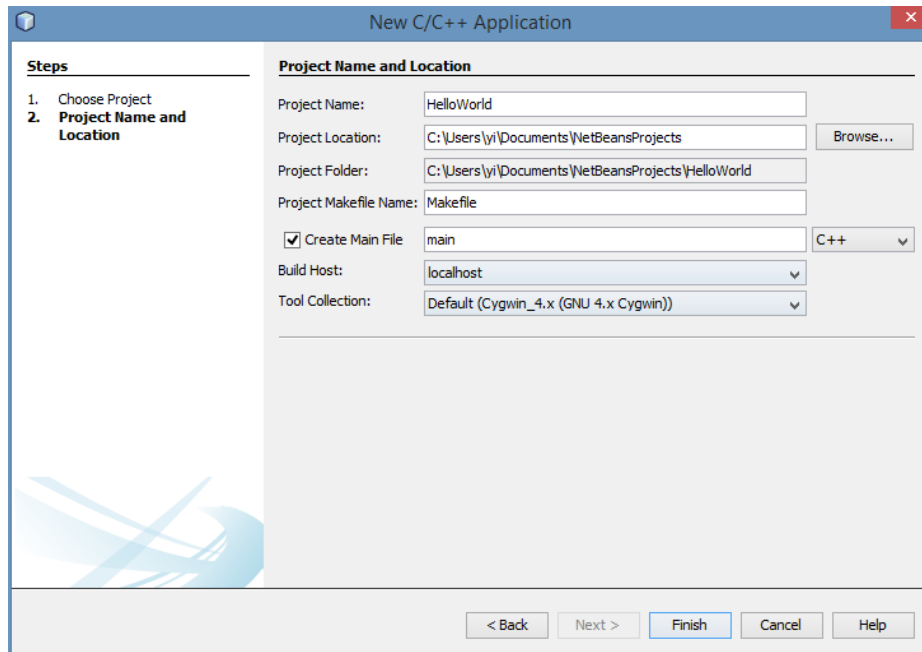 New C/C++ Application
Steps
1. Choose Project
2. Project Name and
Location
Project Name and Location
Project Name: HelloWorld
Project Location: C:\Users\yi\Documents\NetBeansProjects Browse...
Project Folder: C:\Users\yi\Documents\NetBeansProjects\HelloWorld
Project Makefile Name: Makefile
Create Main File main C++
Build Host: localhost
Tool Collection: Default (Cygwin_4.x (GNU 4.x Cygwin))
< Back Next > Finish Cancel Help